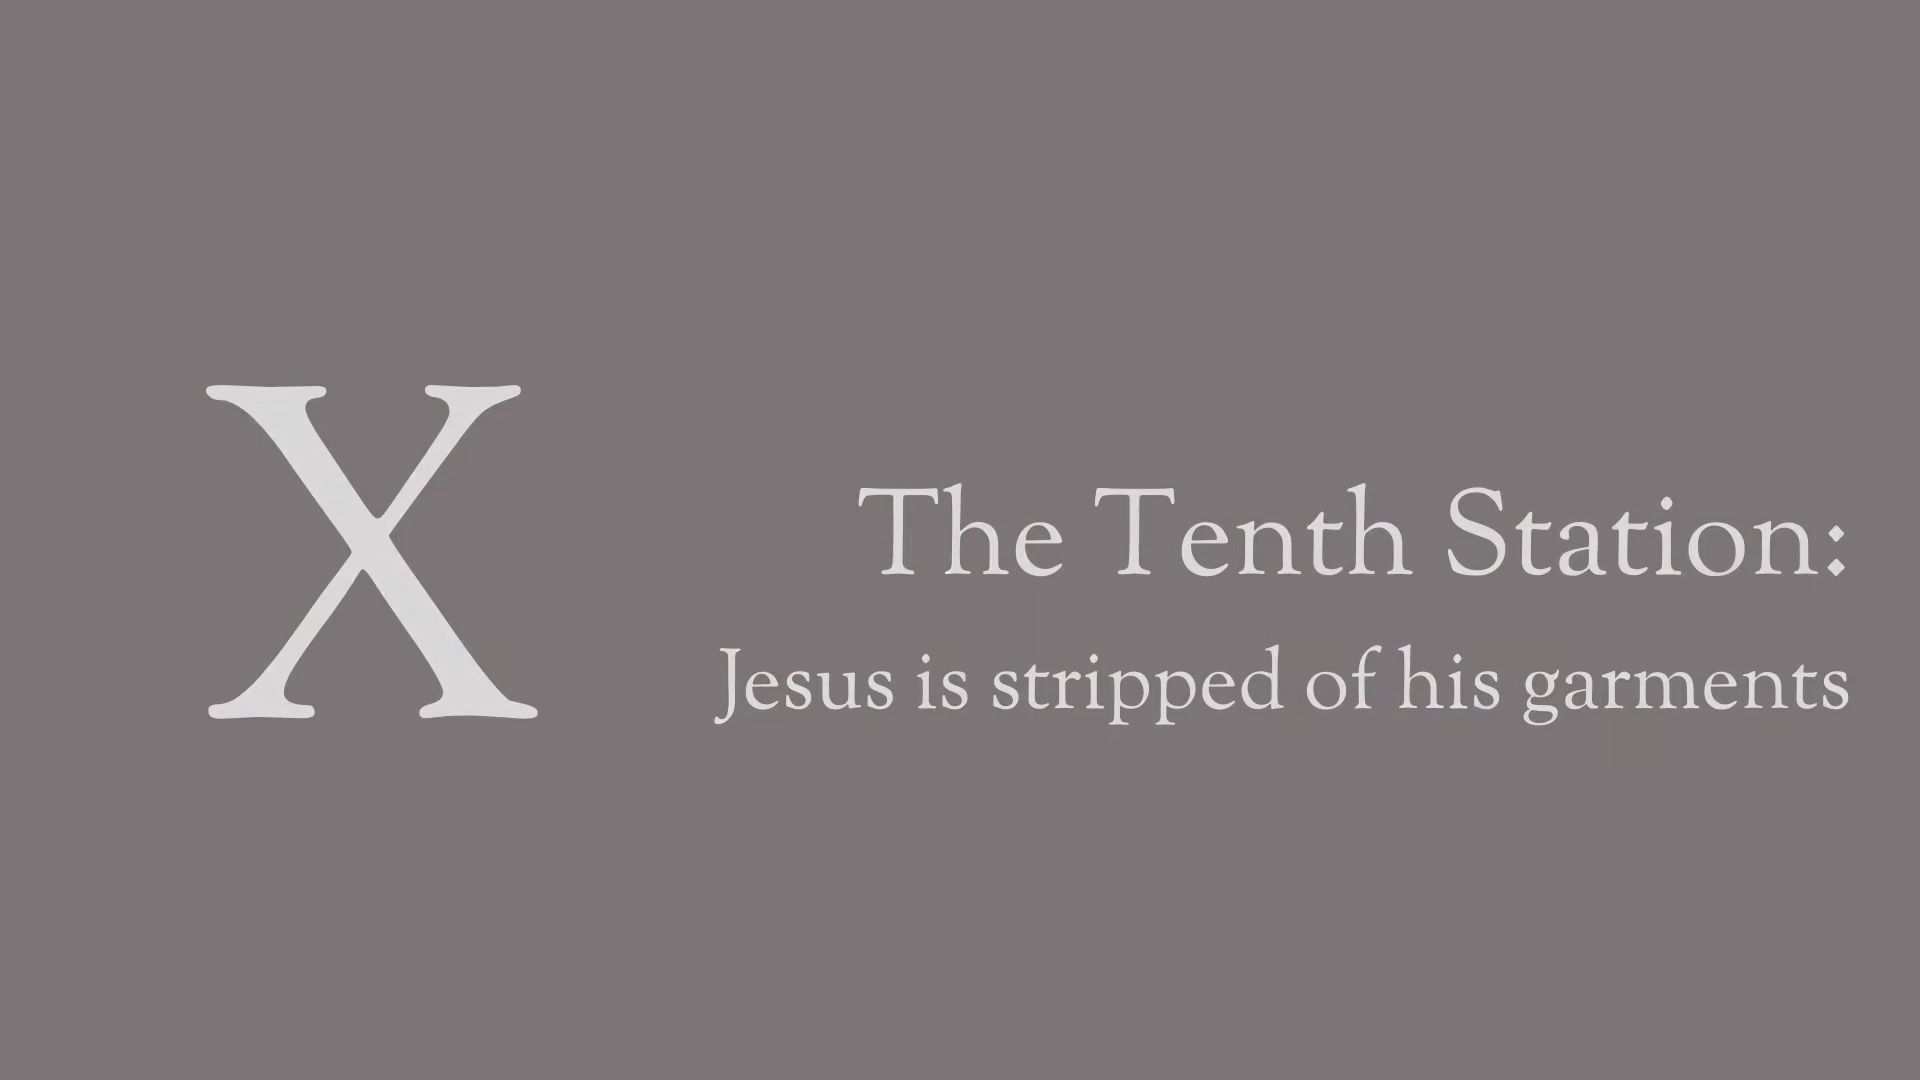 X
The Tenth Station:
Jesus is stripped of his garments